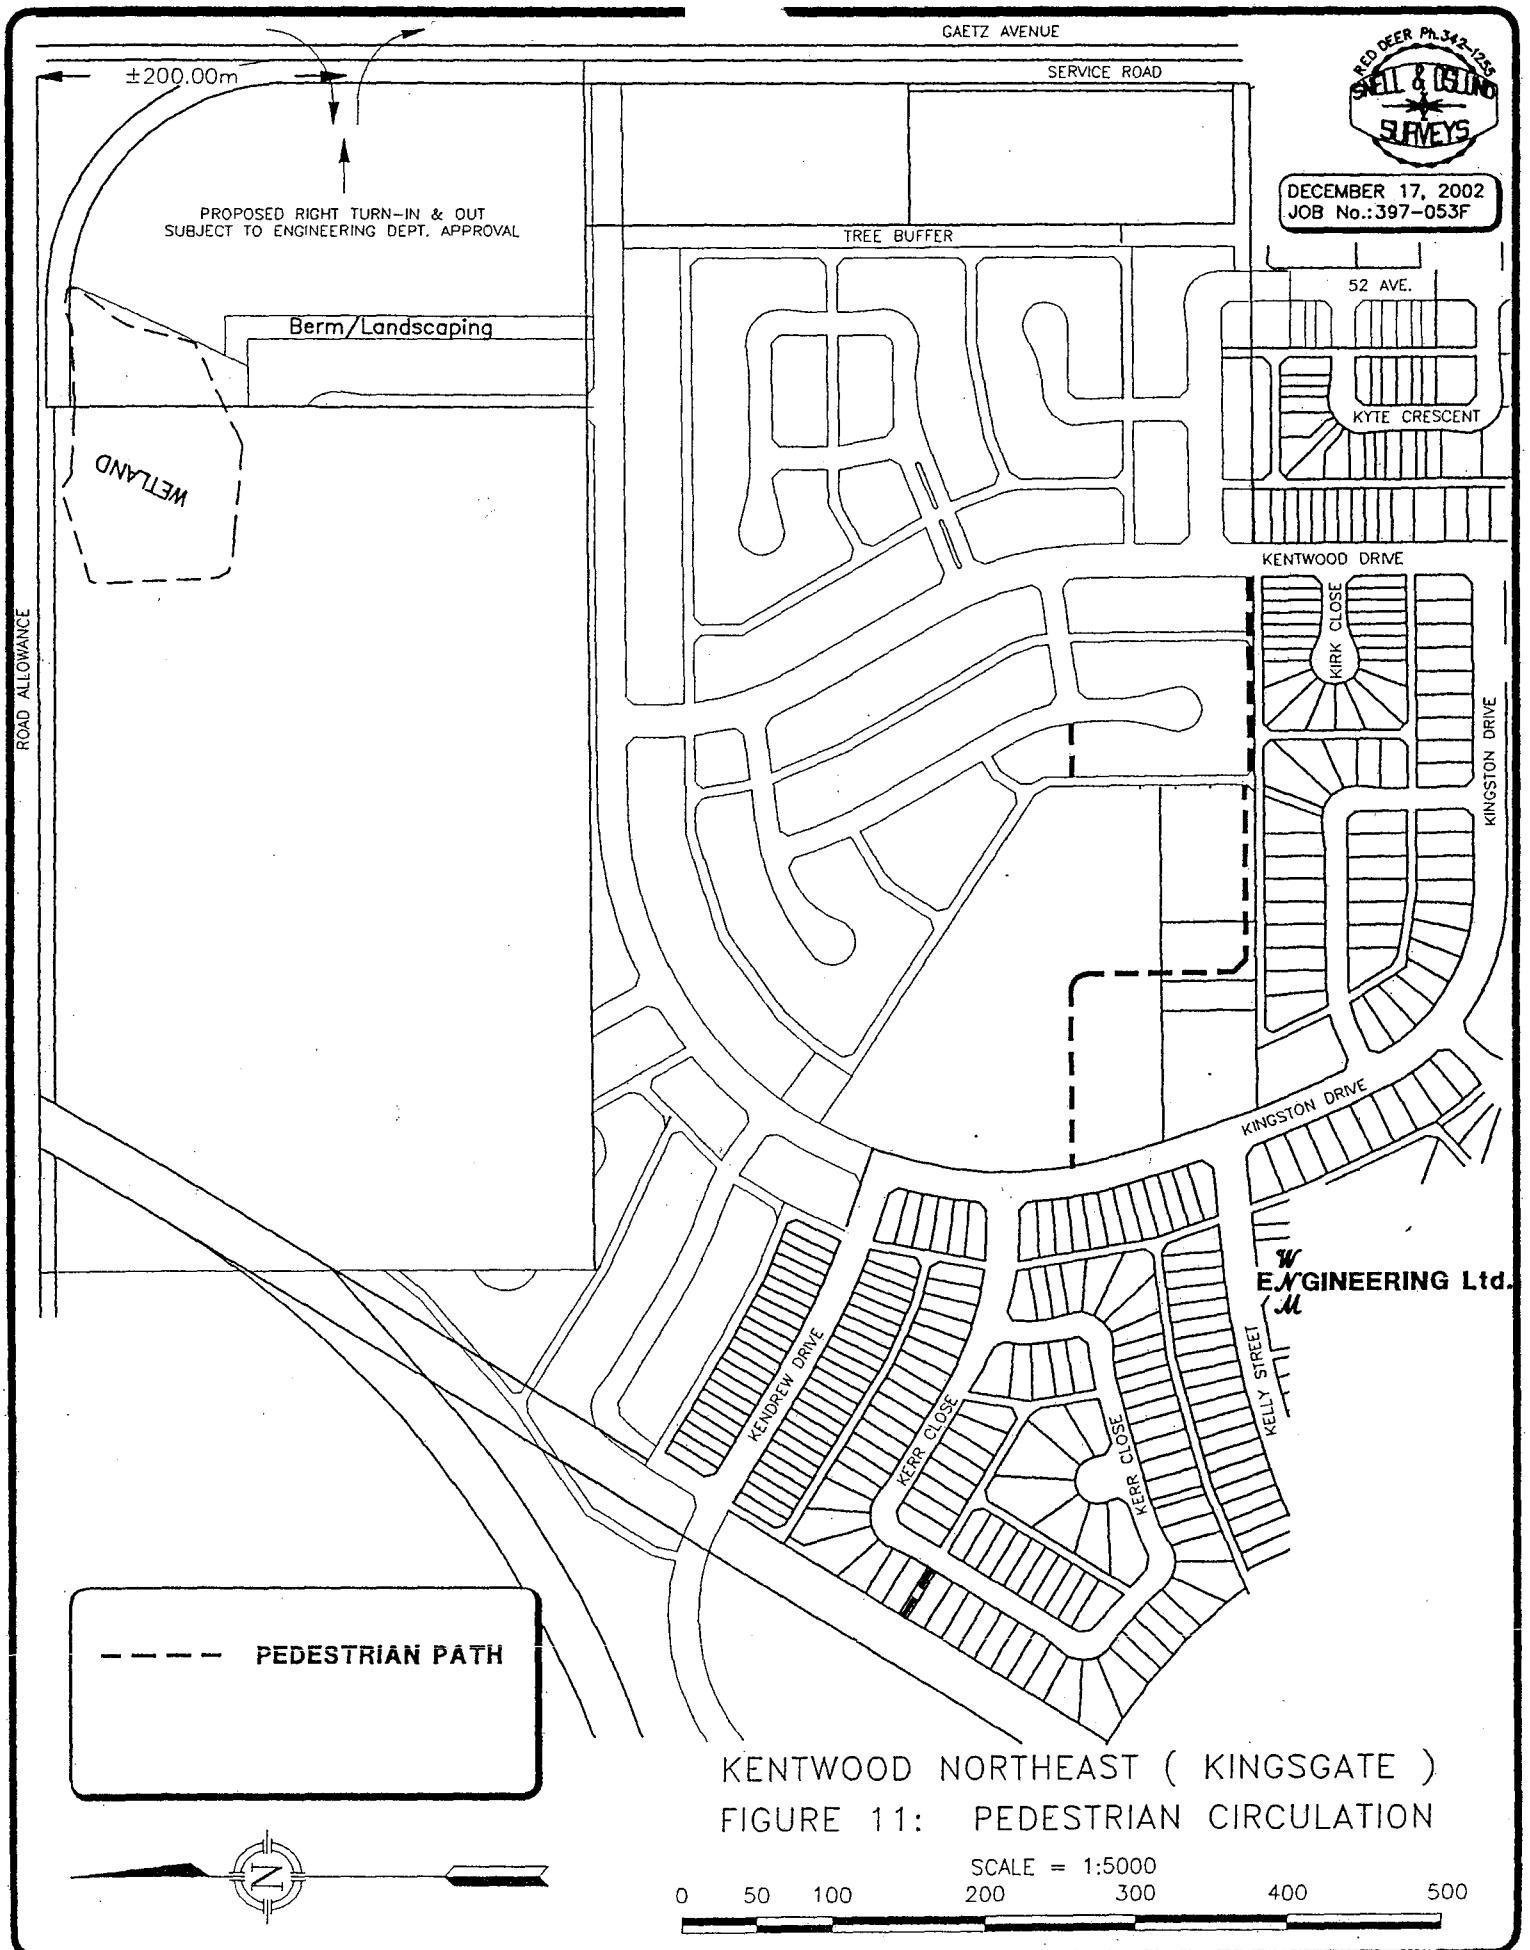 GAETZ AVENUE
±200.00m
SERVICE ROAD
RED DEER Ph.342-1255
SNELL & OSLUND
SURVEYS
DECEMBER 17, 2002
JOB No.:397-053F
PROPOSED RIGHT TURN-IN & OUT
SUBJECT TO ENGINEERING DEPT. APPROVAL
TREE BUFFER
52 AVE.
Berm/Landscaping
KYTE CRESCENT
WETLAND
KENTWOOD DRIVE
KIRK CLOSE
ROAD ALLOWANCE
KINGSTON DRIVE
KINGSTON DRIVE
W
ENGINEERING Ltd.
M
KENDREW DRIVE
KELLY STREET
KERR CLOSE
KERR CLOSE
PEDESTRIAN PATH
KENTWOOD NORTHEAST ( KINGSGATE )
FIGURE 11: PEDESTRIAN CIRCULATION
N
SCALE = 1:5000
0 50 100 200 300 400 500